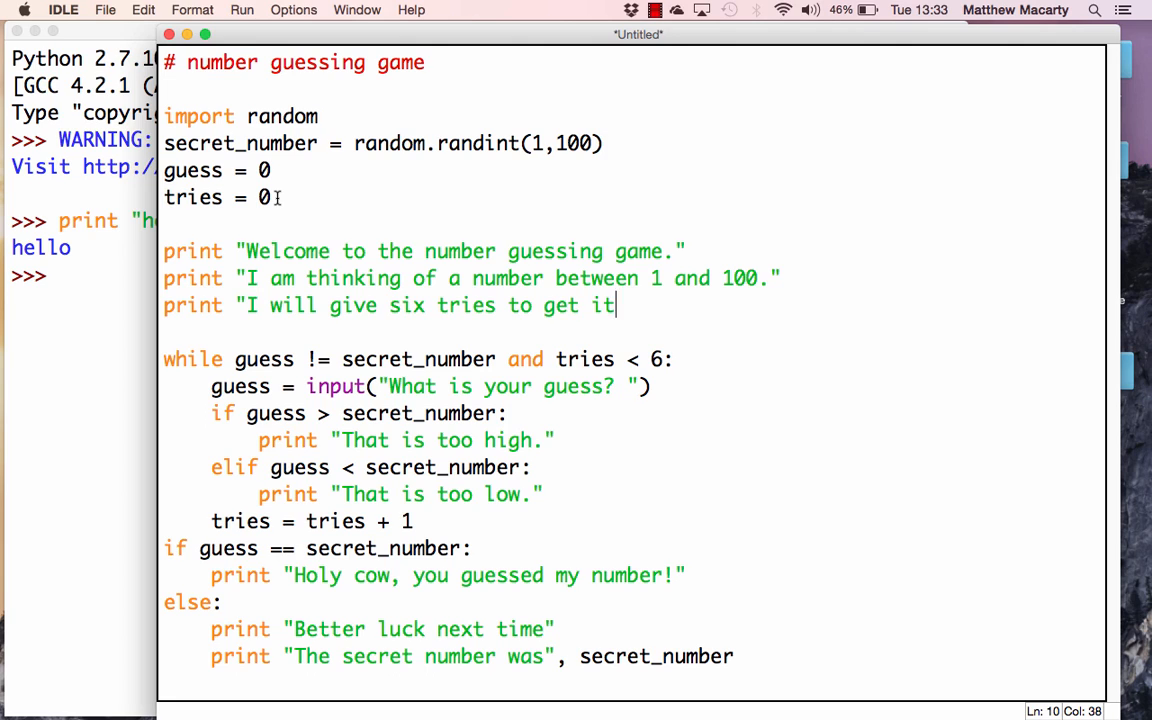 IDLE File Edit Format Run Options Window Help 46% Tue 13:33 Matthew Macarty
*Untitled*
Python 2.7.10
[GCC 4.2.1 (A
Type "copyri
>>> WARNING:
Visit http:/
>>> print "he
hello
>>>
# number guessing game
import random
secret_number = random.randint(1,100)
guess = 0
tries = 0
print "Welcome to the number guessing game."
print "I am thinking of a number between 1 and 100."
print "I will give six tries to get it
while guess != secret_number and tries < 6:
    guess = input("What is your guess? ")
    if guess > secret_number:
        print "That is too high."
    elif guess < secret_number:
        print "That is too low."
    tries = tries + 1
if guess == secret_number:
    print "Holy cow, you guessed my number!"
else:
    print "Better luck next time"
    print "The secret number was", secret_number
Ln: 10 Col: 38